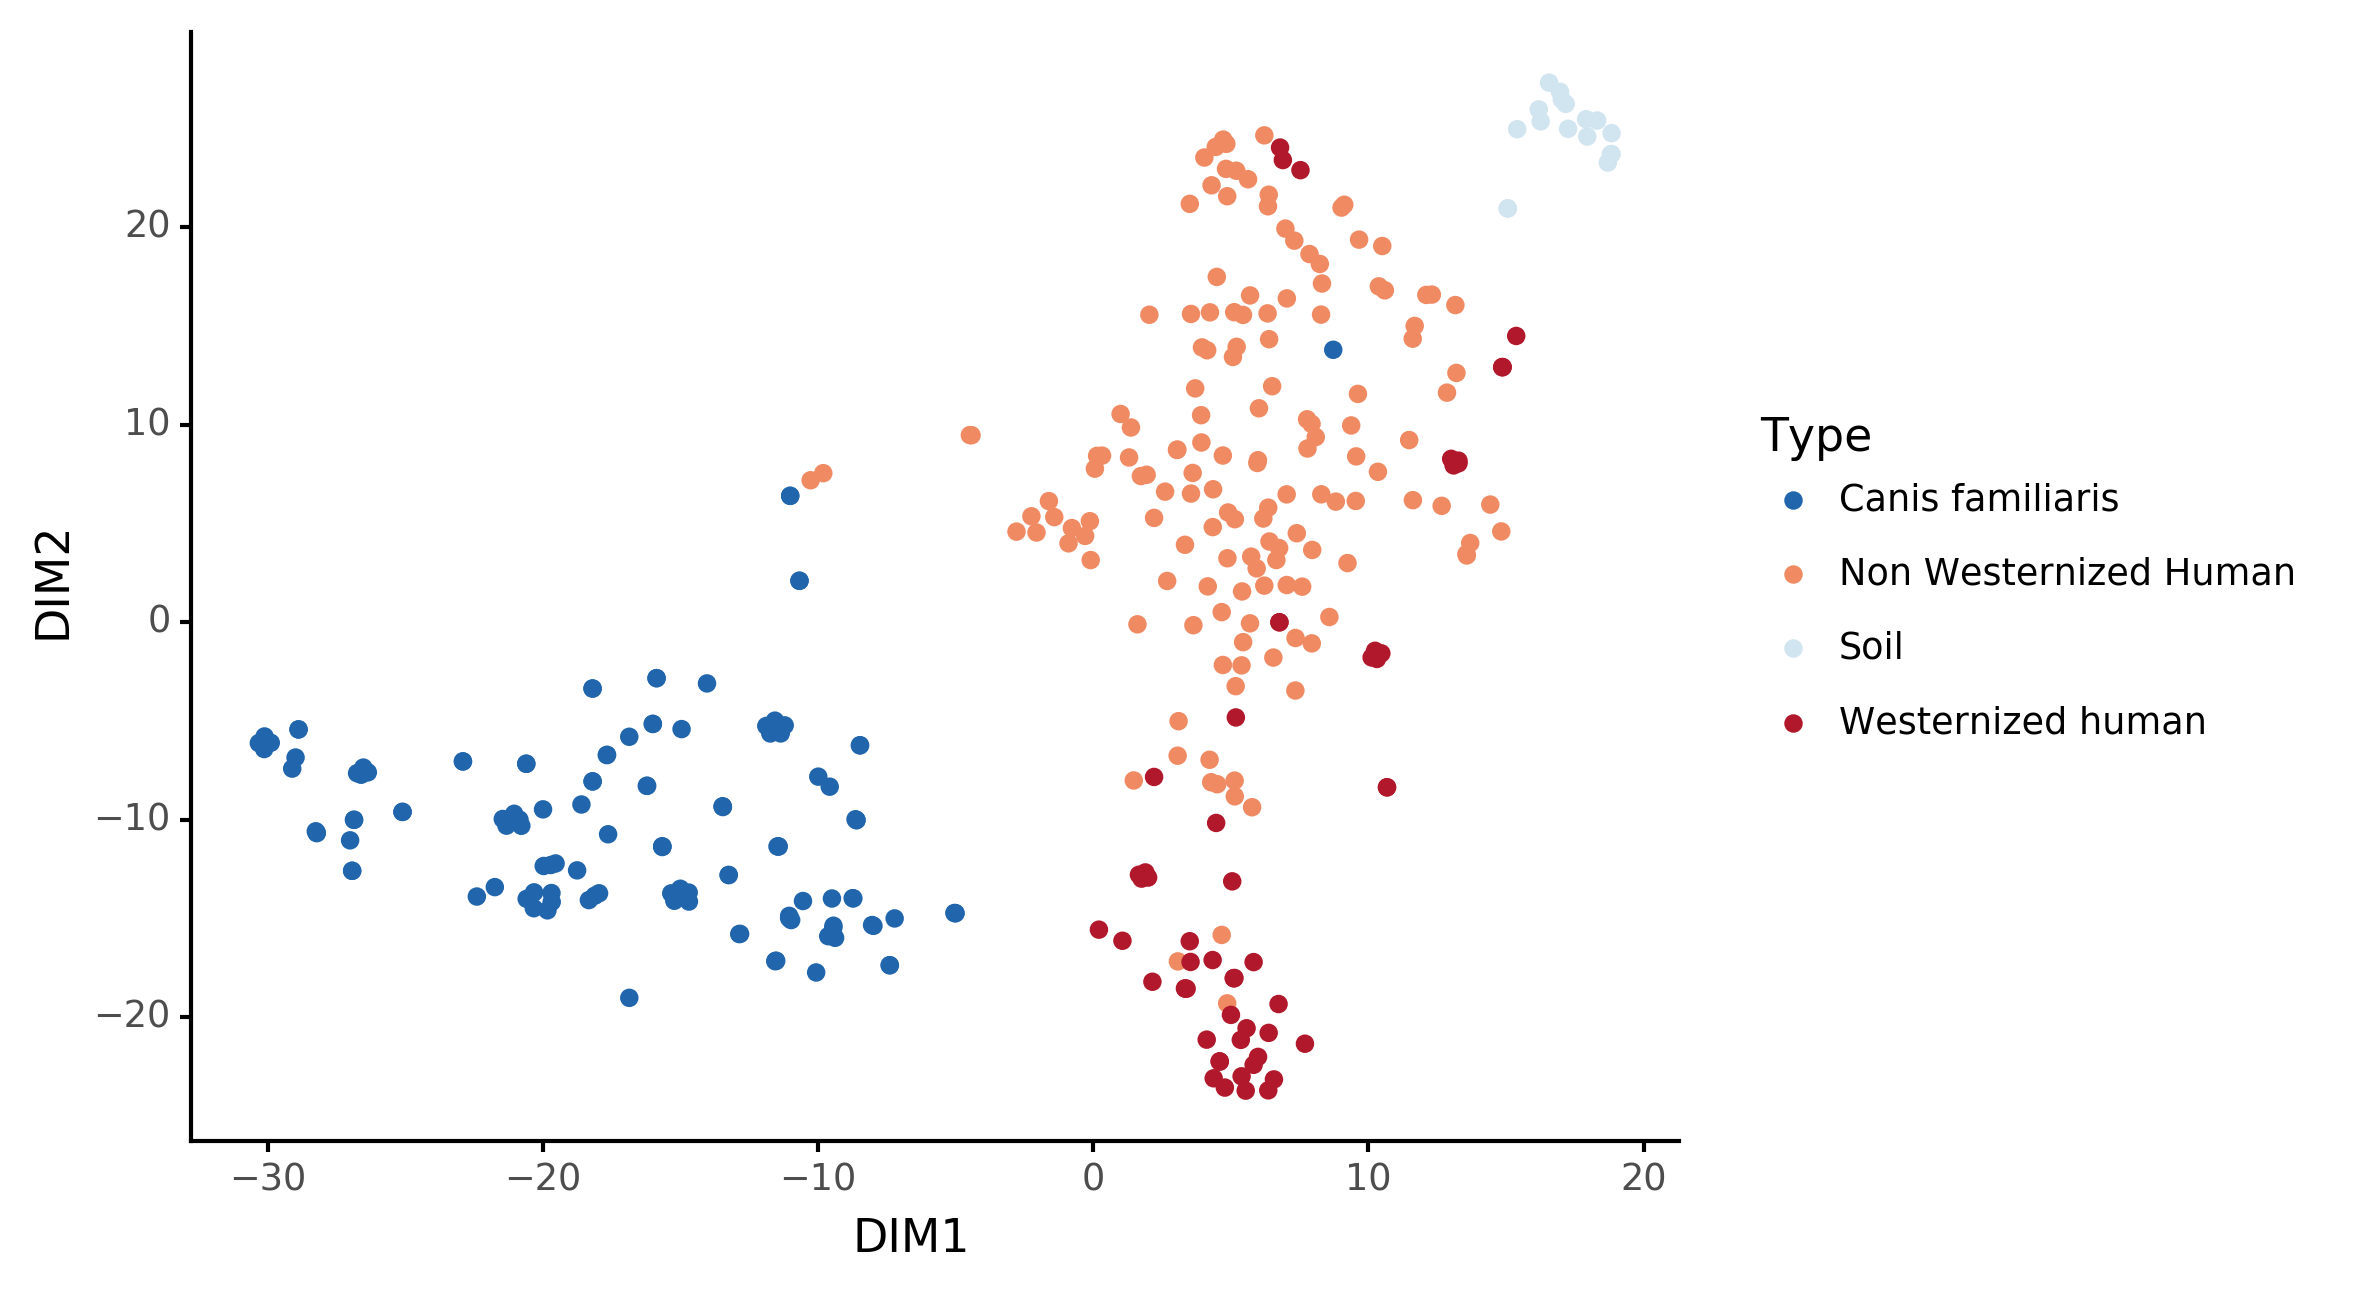 20
10
0
−10
−20
DIM2
−30
−20
−10
0
10
20
DIM1
Type
Canis familiaris
Non Westernized Human
Soil
Westernized human